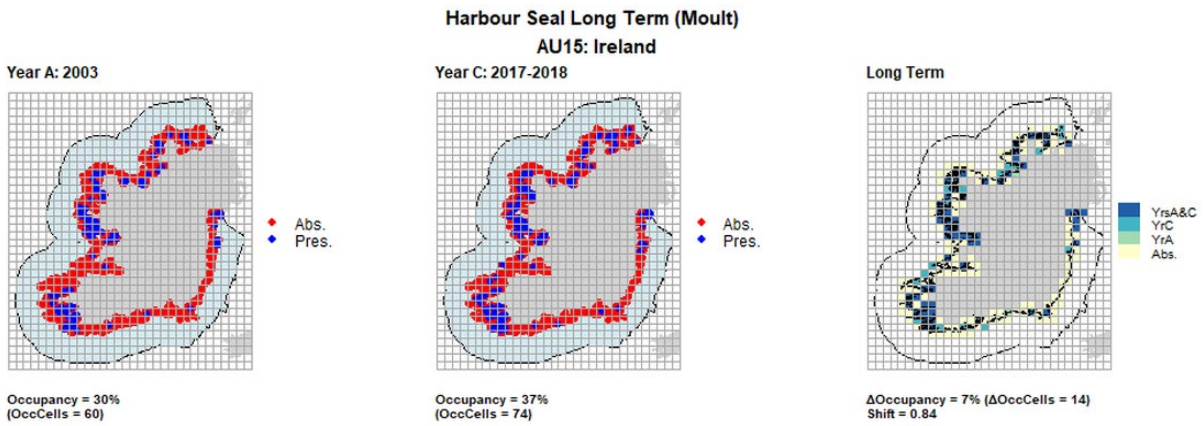 Harbour Seal Long Term (Moult)
AU15: Ireland
Year A: 2003
Abs.
Pres.
Occupancy = 30%
(OccCells = 60)
Year C: 2017-2018
Abs.
Pres.
Occupancy = 37%
(OccCells = 74)
Long Term
YrsA&C
YrC
YrA
Abs.
ΔOccupancy = 7% (ΔOccCells = 14)
Shift = 0.84